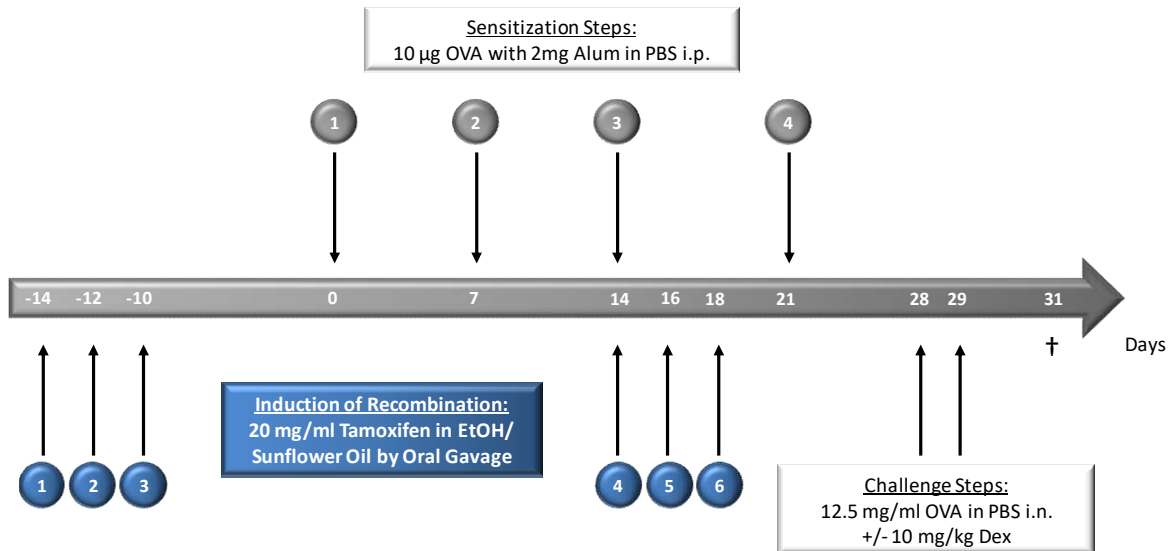 Sensitization Steps:
10 µg OVA with 2mg Alum in PBS i.p.
1 2 3 4
-14 -12 -10 0 7 14 16 18 21 28 29 31
†
Days
Induction of Recombination:
20 mg/ml Tamoxifen in EtOH/
Sunflower Oil by Oral Gavage
1 2 3 4 5 6
Challenge Steps:
12.5 mg/ml OVA in PBS i.n.
+/- 10 mg/kg Dex